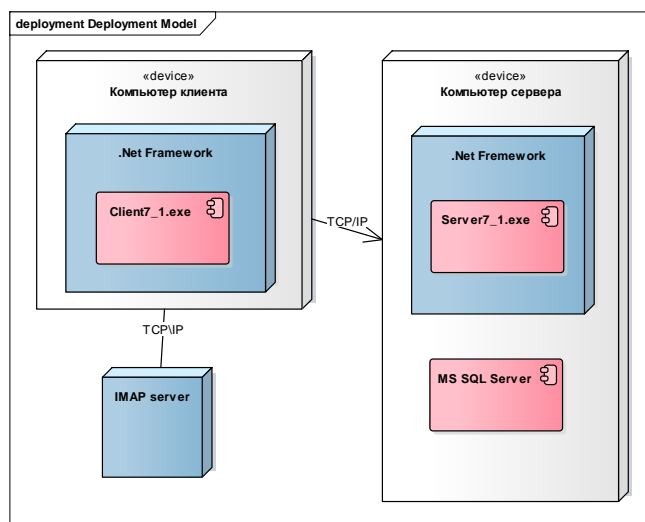 deployment Deployment Model
«device»
Компьютер клиента
.Net Framework
Client7_1.exe
TCP/IP
«device»
Компьютер сервера
.Net Fremework
Server7_1.exe
MS SQL Server
TCP\IP
IMAP server